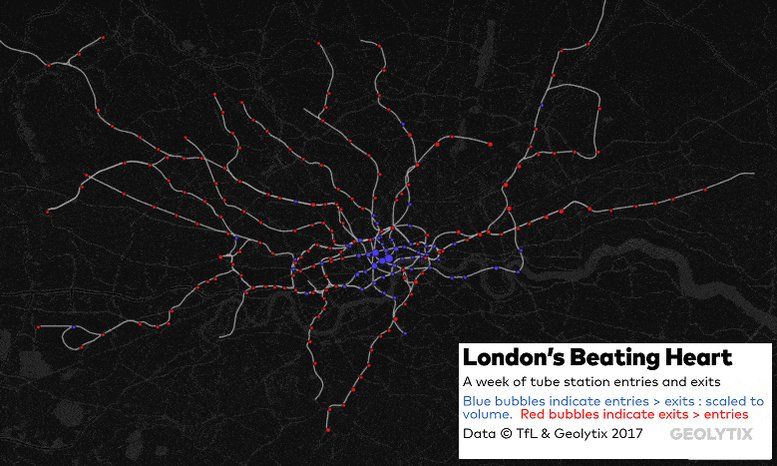 London's Beating Heart
A week of tube station entries and exits
Blue bubbles indicate entries > exits : scaled to
volume. Red bubbles indicate exits > entries
Data © TfL & Geolytix 2017 GEOLYTIX